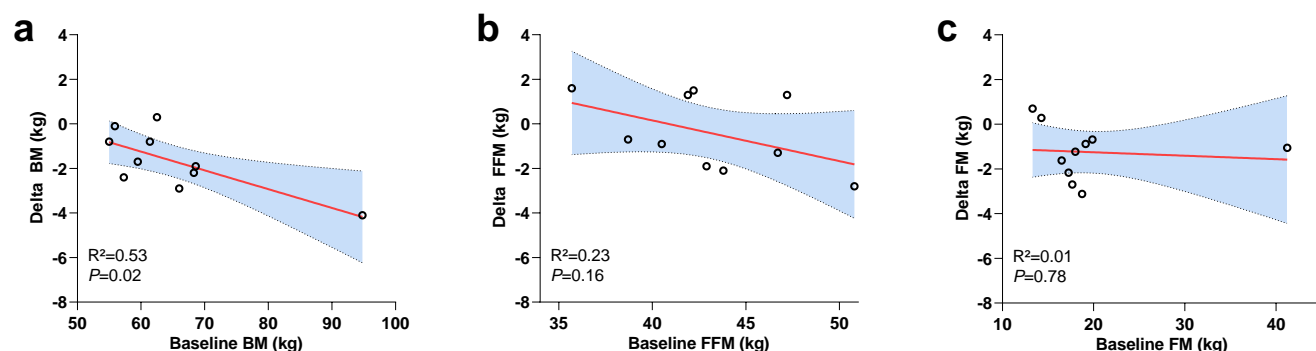 a
Delta BM (kg)
4
2
0
-2
-4
-6
-8
R²=0.53
P=0.02
50 60 70 80 90 100
Baseline BM (kg)
b
Delta FFM (kg)
4
2
0
-2
-4
-6
-8
R²=0.23
P=0.16
35 40 45 50
Baseline FFM (kg)
c
Delta FM (kg)
4
2
0
-2
-4
-6
-8
R²=0.01
P=0.78
10 20 30 40
Baseline FM (kg)